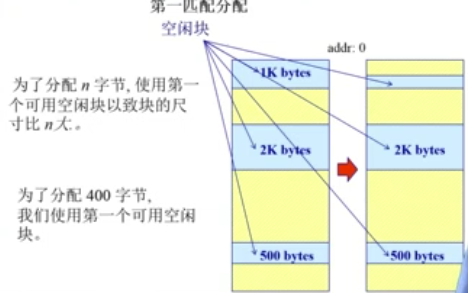 第一匹配分配
空闲块
addr: 0
1K bytes
为了分配 n 字节, 使用第一
个可用空闲块以致块的尺
寸比 n大.。
2K bytes
2K bytes
为了分配 400 字节,
我们使用第一个可用空闲
块。
500 bytes
500 bytes